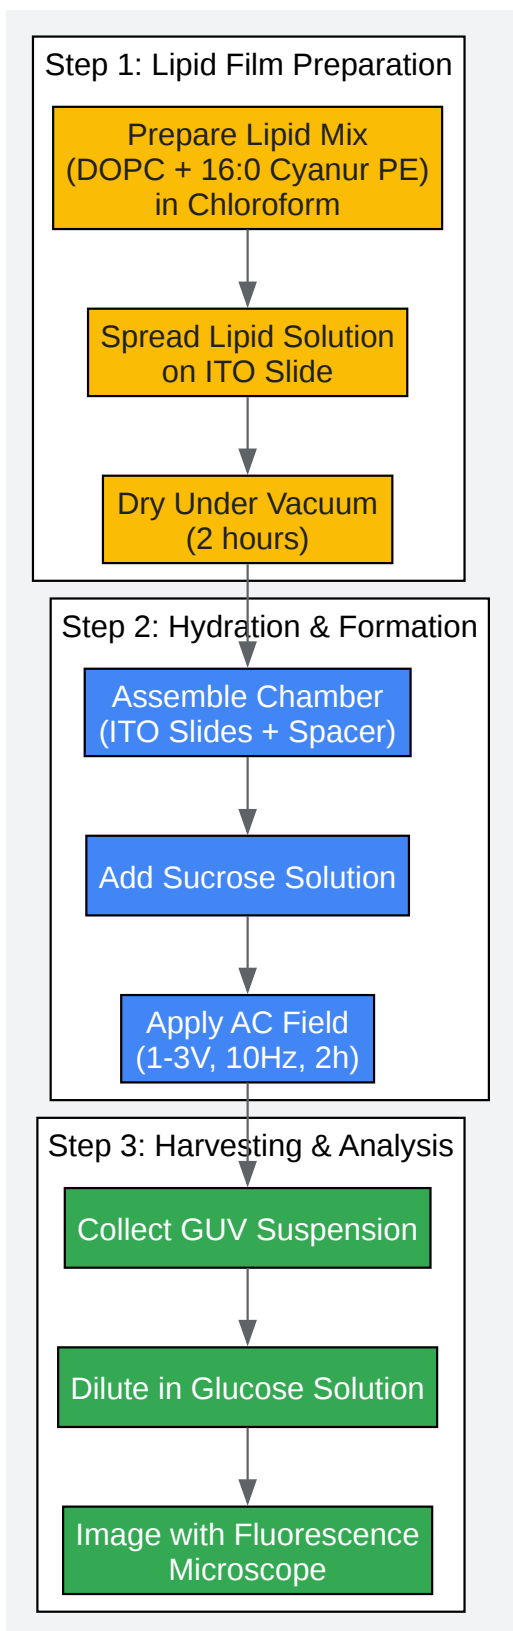 Step 1: Lipid Film Preparation
Prepare Lipid Mix
(DOPC + 16:0 Cyanur PE)
in Chloroform
Spread Lipid Solution
on ITO Slide
Dry Under Vacuum
(2 hours)
Step 2: Hydration & Formation
Assemble Chamber
(ITO Slides + Spacer)
Add Sucrose Solution
Apply AC Field
(1-3V, 10Hz, 2h)
Step 3: Harvesting & Analysis
Collect GUV Suspension
Dilute in Glucose Solution
Image with Fluorescence
Microscope